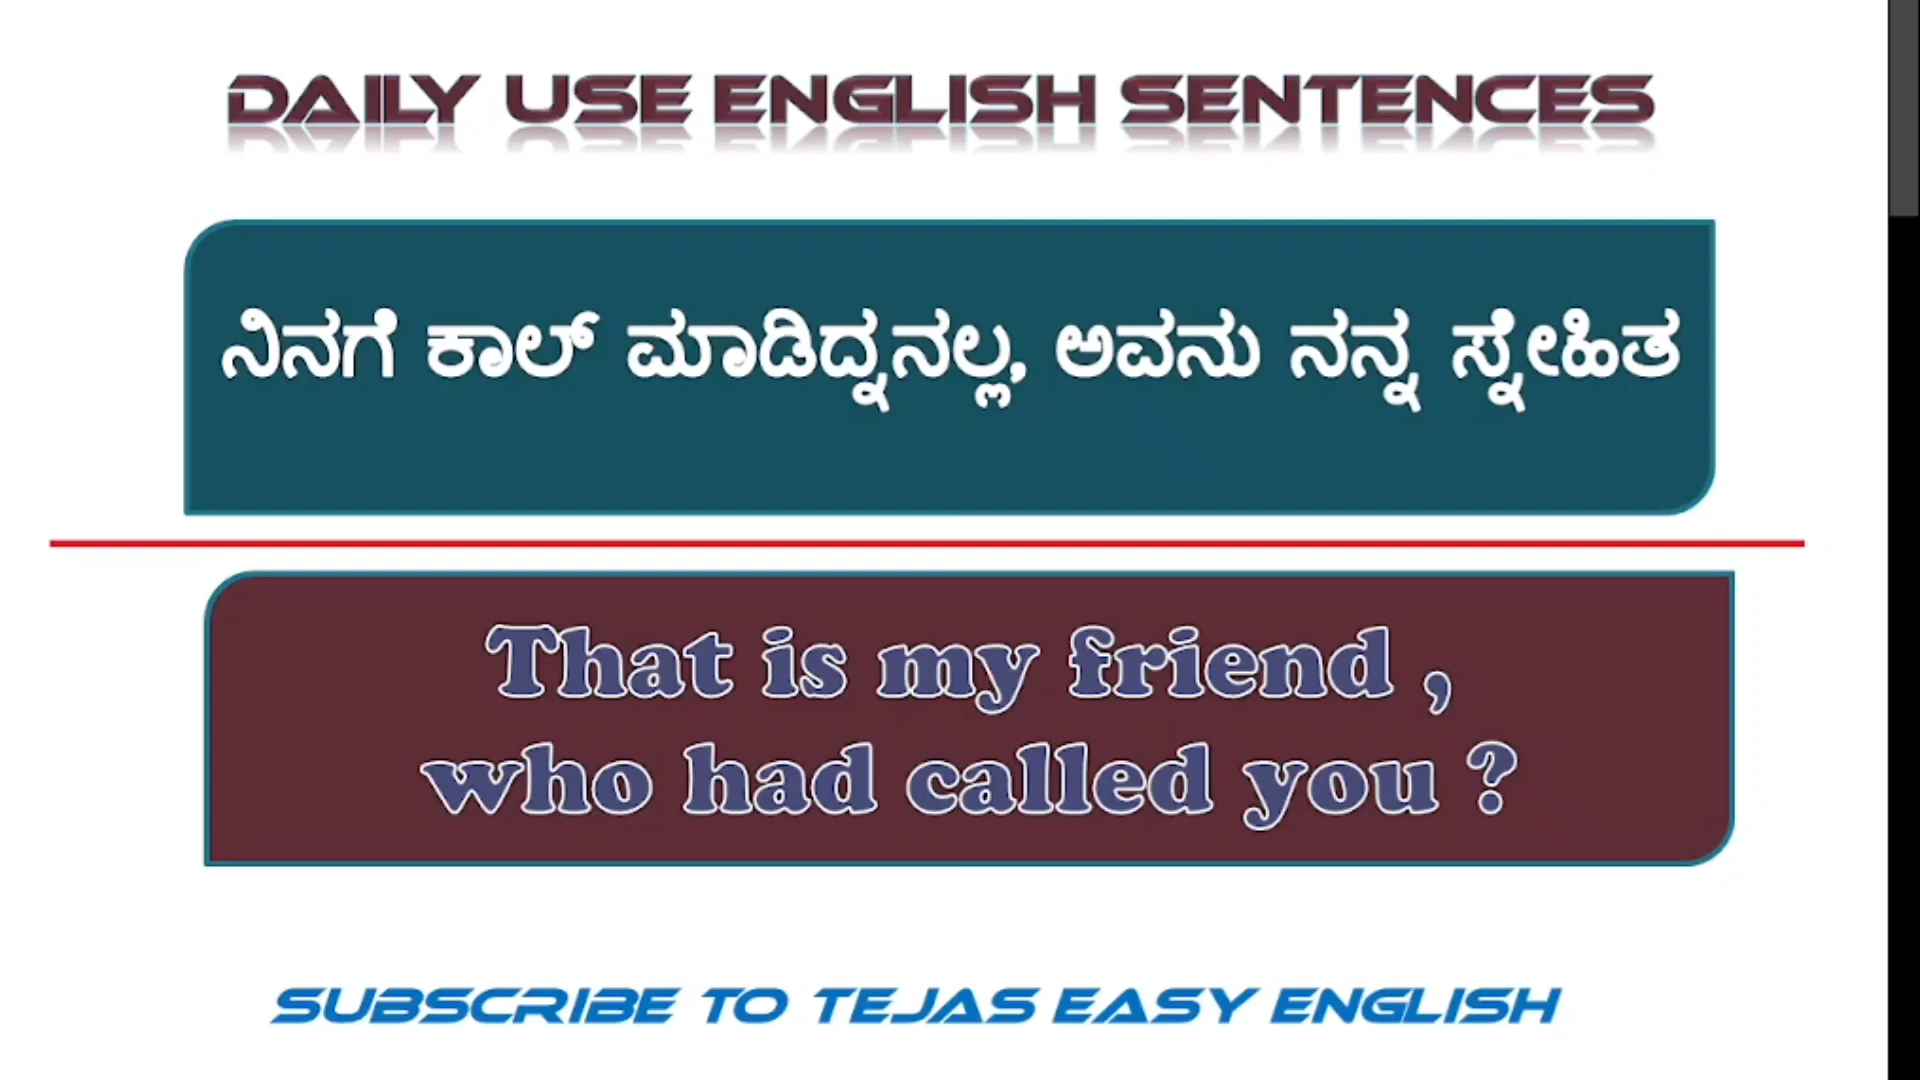 DAILY USE ENGLISH SENTENCES
ನಿನಗೆ ಕಾಲ್ ಮಾಡಿದ್ನನಲ್ಲ, ಅವನು ನನ್ನ ಸ್ನೇಹಿತ
That is my friend ,
who had called you ?
SUBSCRIBE TO TEJAS EASY ENGLISH